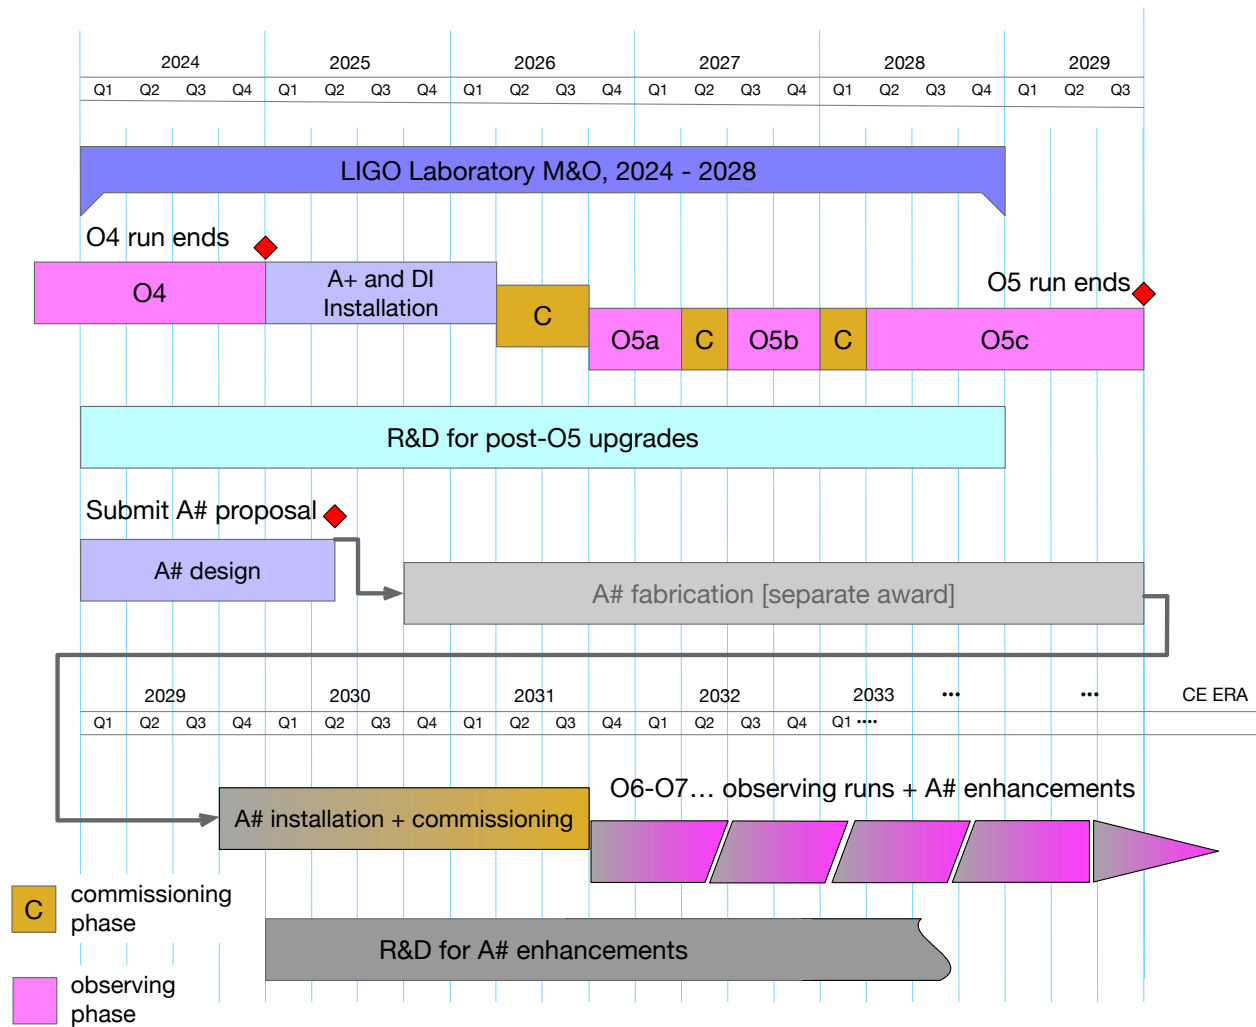 2024 2025 2026 2027 2028 2029
Q1 Q2 Q3 Q4 Q1 Q2 Q3 Q4 Q1 Q2 Q3 Q4 Q1 Q2 Q3 Q4 Q1 Q2 Q3 Q4 Q1 Q2 Q3
LIGO Laboratory M&O, 2024 - 2028
O4 run ends
O4
A+ and DI
Installation
C
O5 run ends
O5a
C
O5b
C
O5c
R&D for post-O5 upgrades
Submit A# proposal
A# design
A# fabrication [separate award]
2029 2030 2031 2032 2033 ••• ••• CE ERA
Q1 Q2 Q3 Q4 Q1 Q2 Q3 Q4 Q1 Q2 Q3 Q4 Q1 Q2 Q3 Q4 Q1 ••••
O6-O7… observing runs + A# enhancements
A# installation + commissioning
C
commissioning
phase
R&D for A# enhancements
observing
phase